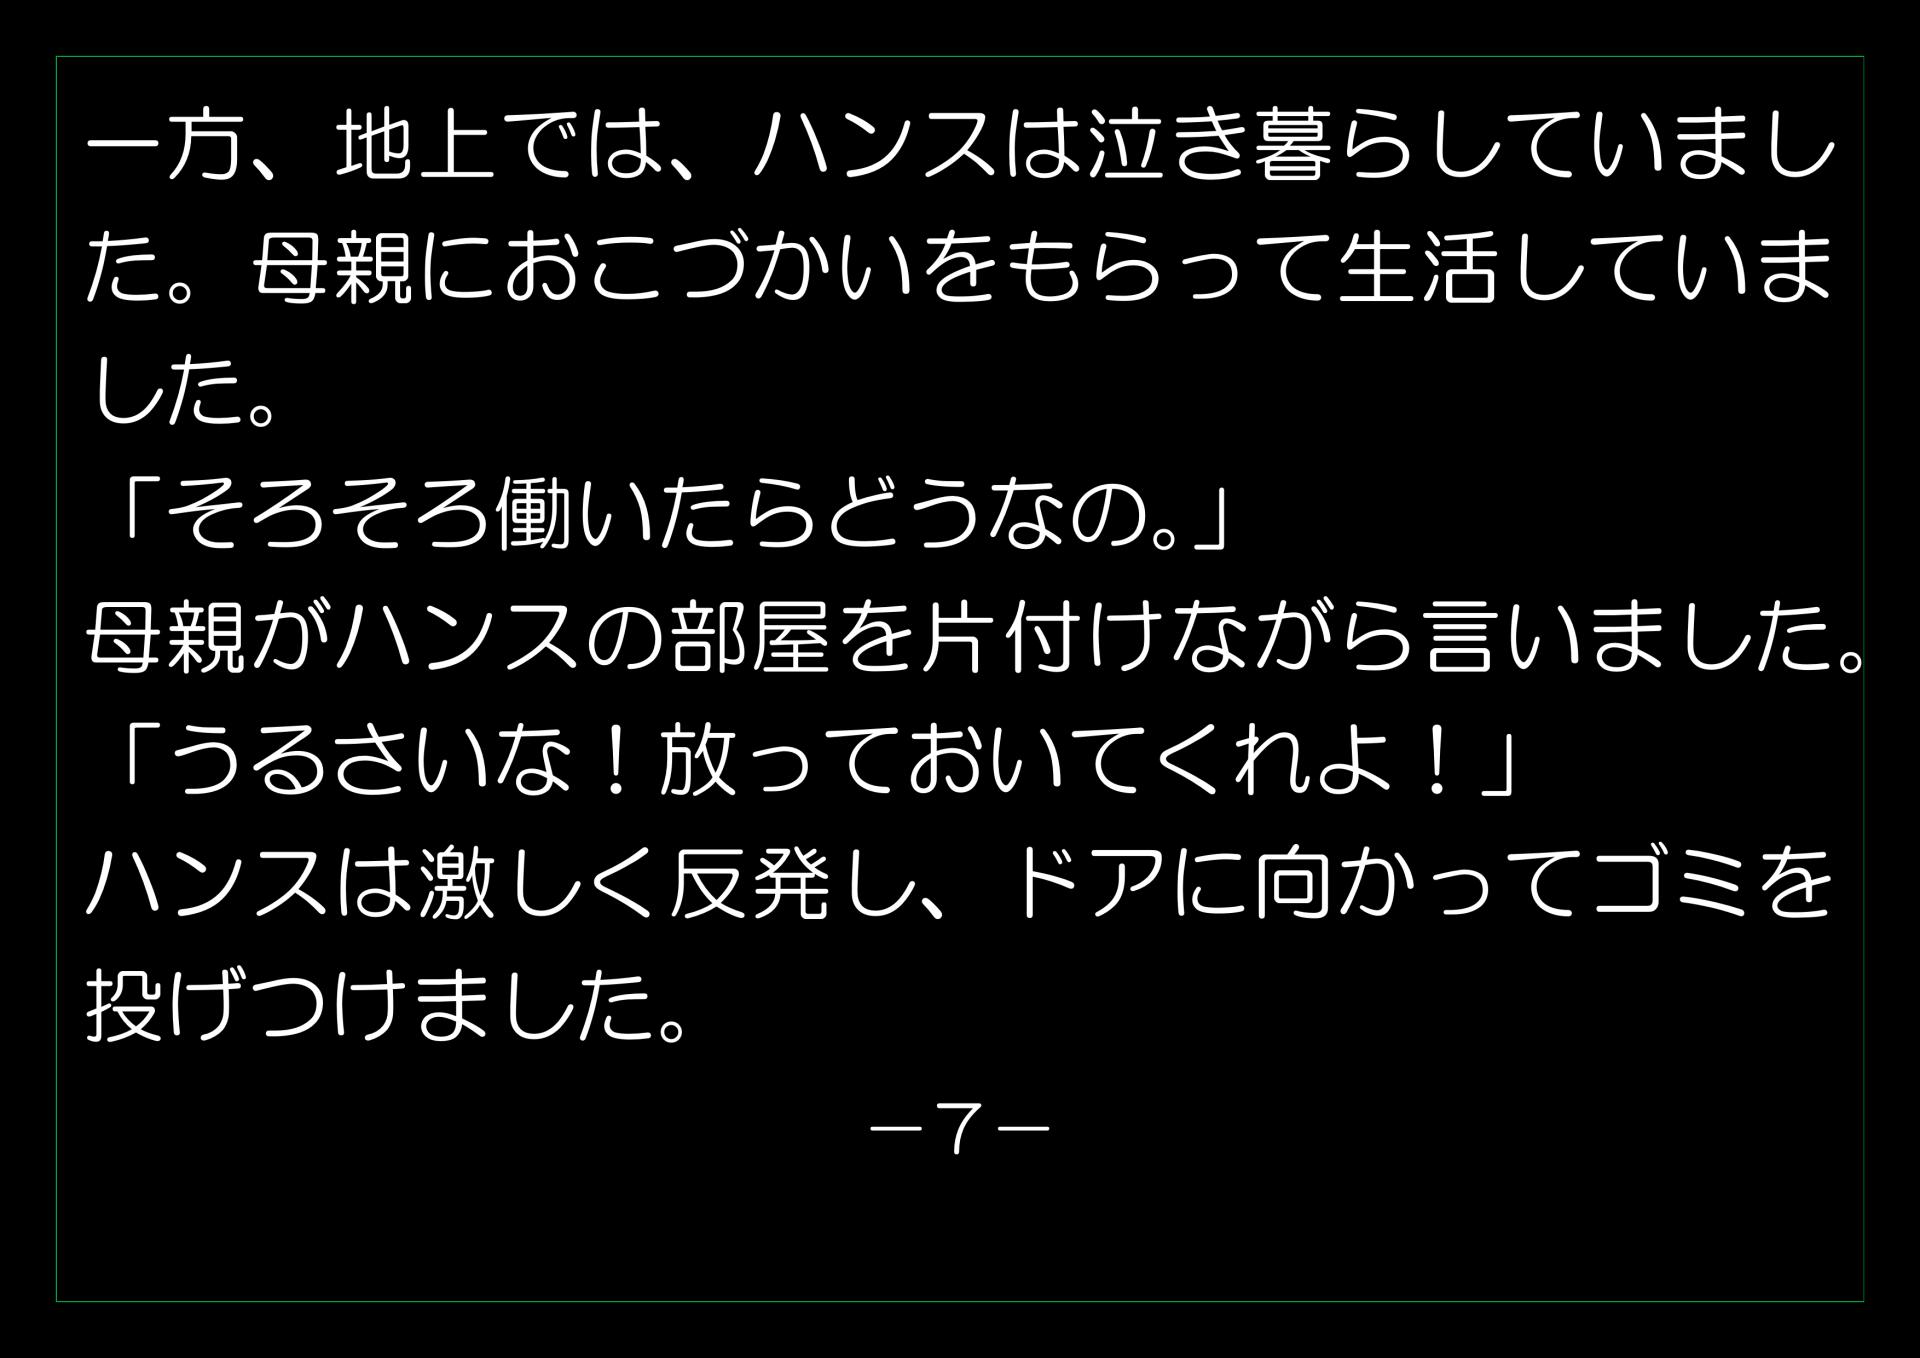 一方、地上では、ハンスは泣き暮らしていまし
た。母親におこづかいをもらって生活していま
した。
「そろそろ働いたらどうなの。」
母親がハンスの部屋を片付けながら言いました。
「うるさいな！放っておいてくれよ！」
ハンスは激しく反発し、ドアに向かってゴミを
投げつけました。
－７－